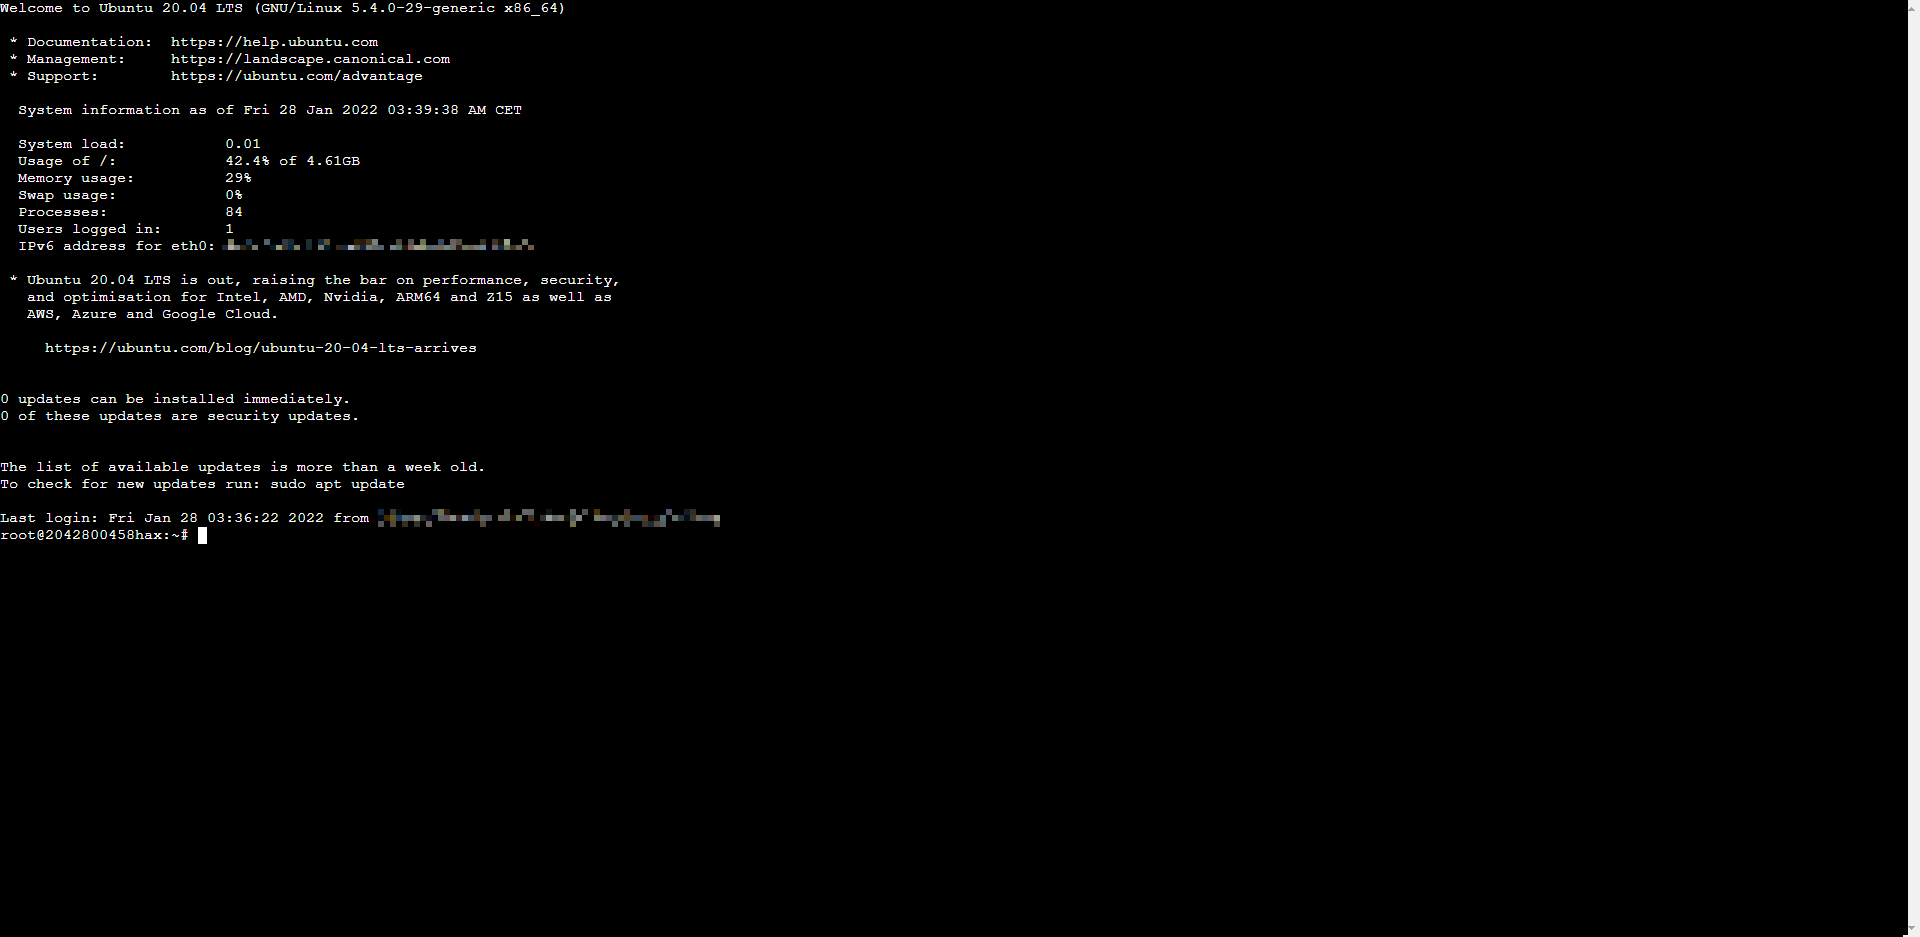 Welcome to Ubuntu 20.04 LTS (GNU/Linux 5.4.0-29-generic x86_64)
* Documentation: https://help.ubuntu.com
* Management: https://landscape.canonical.com
* Support: https://ubuntu.com/advantage
System information as of Fri 28 Jan 2022 03:39:38 AM CET
System load: 0.01
Usage of /: 42.4% of 4.61GB
Memory usage: 29%
Swap usage: 0%
Processes: 84
Users logged in: 1
IPv6 address for eth0:
* Ubuntu 20.04 LTS is out, raising the bar on performance, security,
and optimisation for Intel, AMD, Nvidia, ARM64 and Z15 as well as
AWS, Azure and Google Cloud.
https://ubuntu.com/blog/ubuntu-20-04-lts-arrives
0 updates can be installed immediately.
0 of these updates are security updates.
The list of available updates is more than a week old.
To check for new updates run: sudo apt update
Last login: Fri Jan 28 03:36:22 2022 from
root@2042800458hax:~#